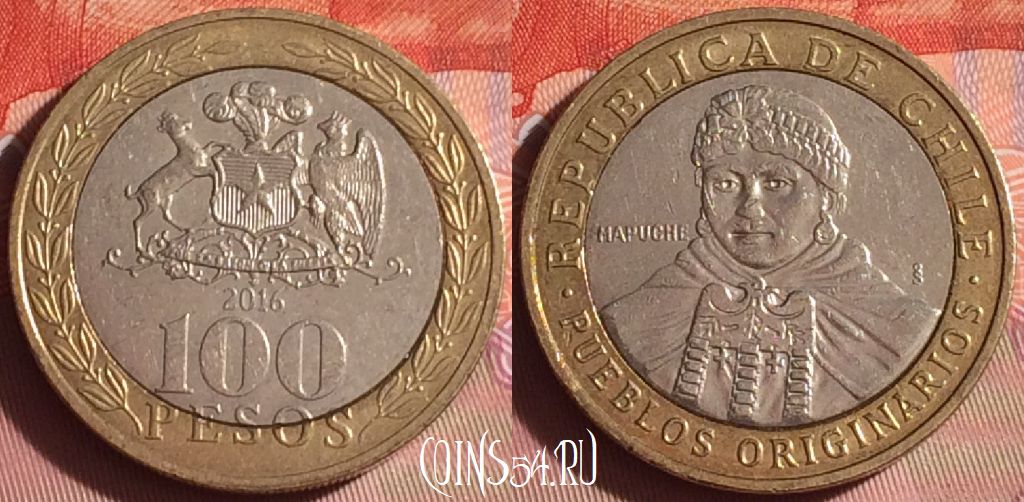 2016
100
PESOS
· REPUBLICA DE CHILE ·
MAPUCHE
PUEBLOS ORIGINARIOS
COINS54.RU